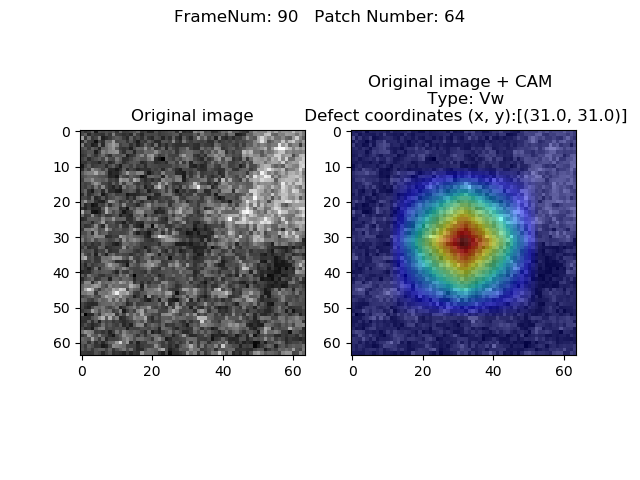 FrameNum: 90   Patch Number: 64
Original image
0
10
20
30
40
50
60
0 20 40 60
Original image + CAM
Type: Vw
Defect coordinates (x, y):[(31.0, 31.0)]
0
10
20
30
40
50
60
0 20 40 60